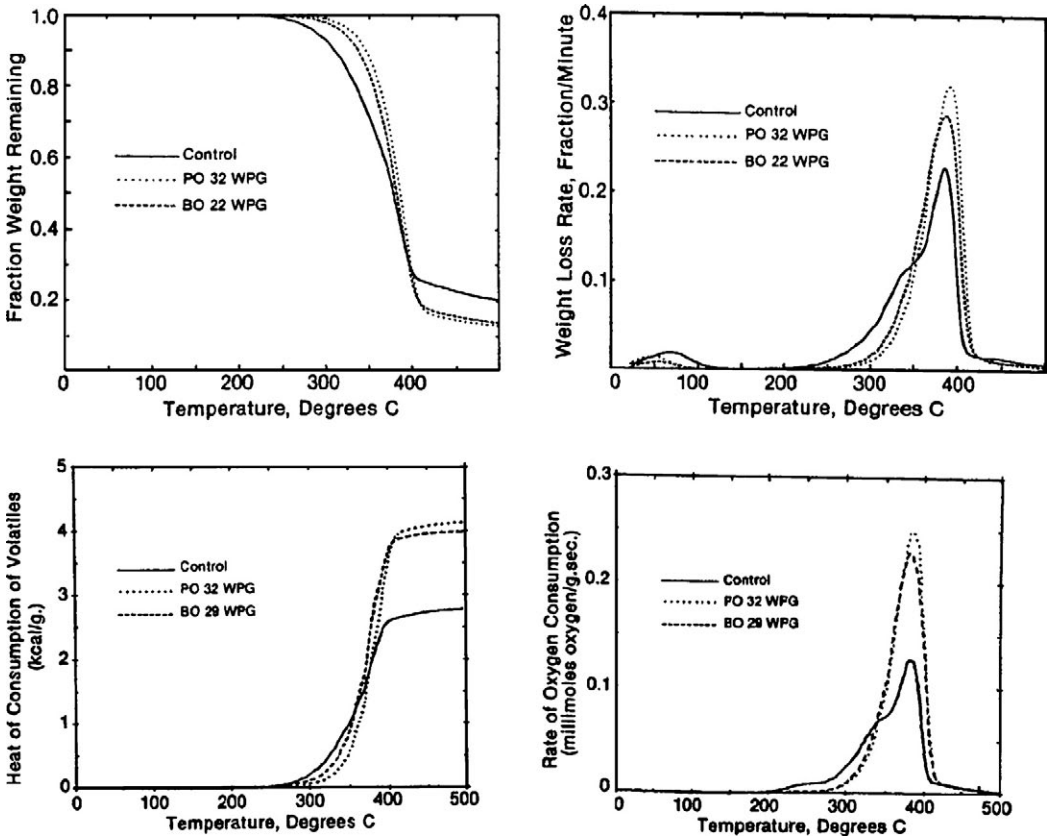 1.0
0.8
0.6
0.4
0.2
0
Fraction Weight Remaining
Control
PO 32 WPG
BO 22 WPG
100 200 300 400
Temperature, Degrees C
0.4
0.3
0.2
0.1
0
Weight Loss Rate, Fraction/Minute
Control
PO 32 WPG
BO 22 WPG
100 200 300 400
Temperature, Degrees C
5
4
3
2
1
0
Heat of Consumption of Volatiles
(kcal/g.)
Control
PO 32 WPG
BO 29 WPG
0 100 200 300 400 500
Temperature, Degrees C
0.3
0.2
0.1
0
Rate of Oxygen Consumption
(millimoles oxygen/g.sec.)
Control
PO 32 WPG
BO 29 WPG
0 100 200 300 400 500
Temperature, Degrees C